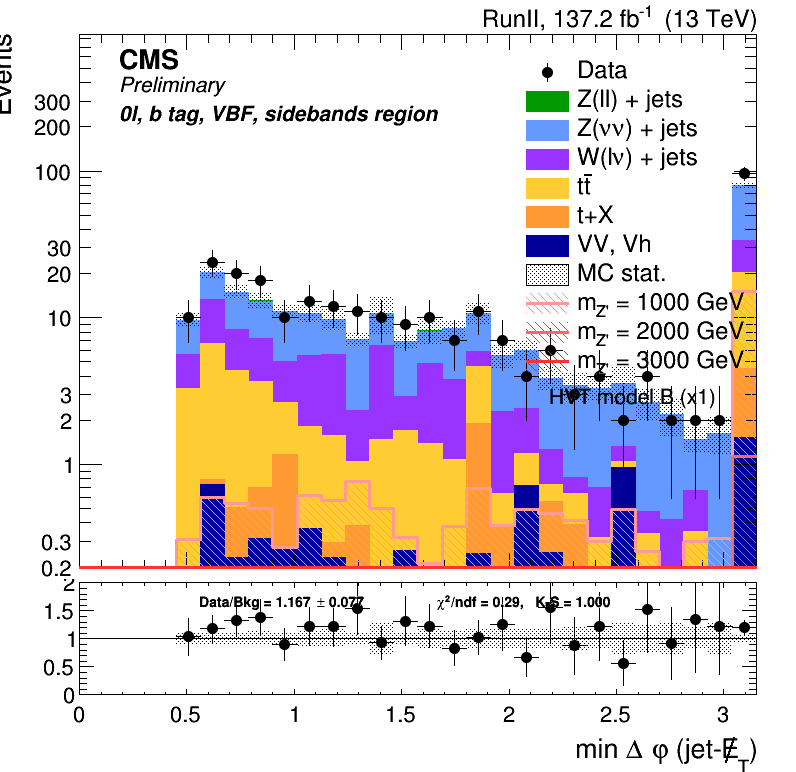 RunII, 137.2 fb⁻¹ (13 TeV)
Events
CMS
Preliminary
0l, b tag, VBF, sidebands region
Data
Z(ll) + jets
Z(νν) + jets
W(lν) + jets
tt̄
t+X
VV, Vh
MC stat.
m_Z' = 1000 GeV
m_Z' = 2000 GeV
m_Z' = 3000 GeV
HVT model B (x1)
300
200
100
30
20
10
3
2
1
0.3
0.2
2
1.5
1
0.5
0
Data/Bkg = 1.167 ± 0.077
χ²/ndf = 0.29, K-S = 1.000
0 0.5 1 1.5 2 2.5 3
min Δ φ (jet-E̸_T)